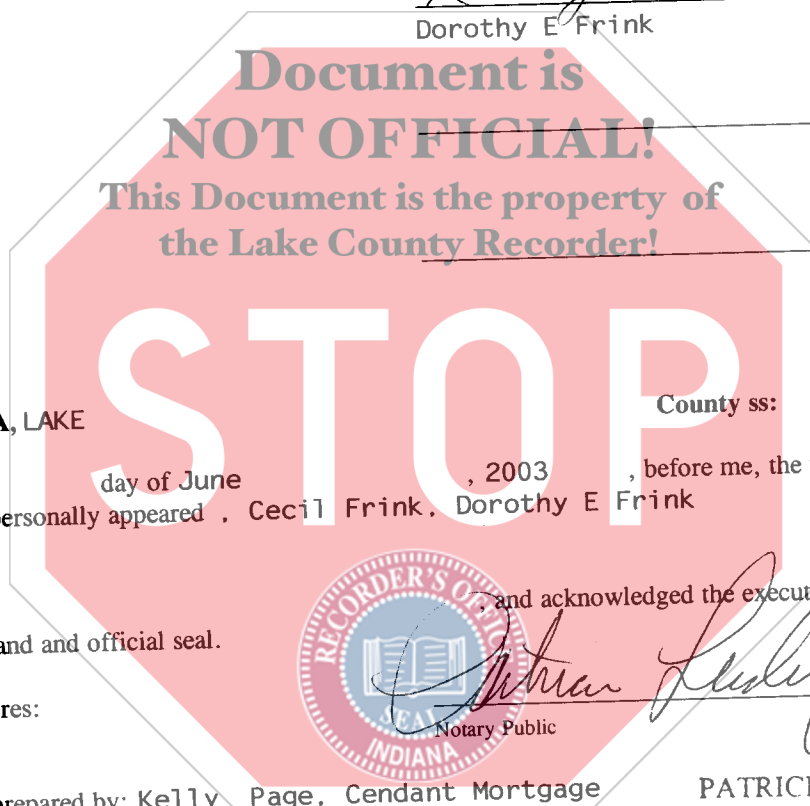 Dorothy E Frink
Document is
NOT OFFICIAL!
This Document is the property of
the Lake County Recorder!
STOP
A, LAKE
County ss:
day of June , 2003 , before me, the
personally appeared , Cecil Frink, Dorothy E Frink
RECORDER'S OFFICE
, and acknowledged the execut
and and official seal.
SEAL
res:
Notary Public
INDIANA
prepared by: Kelly Page, Cendant Mortgage
PATRIC